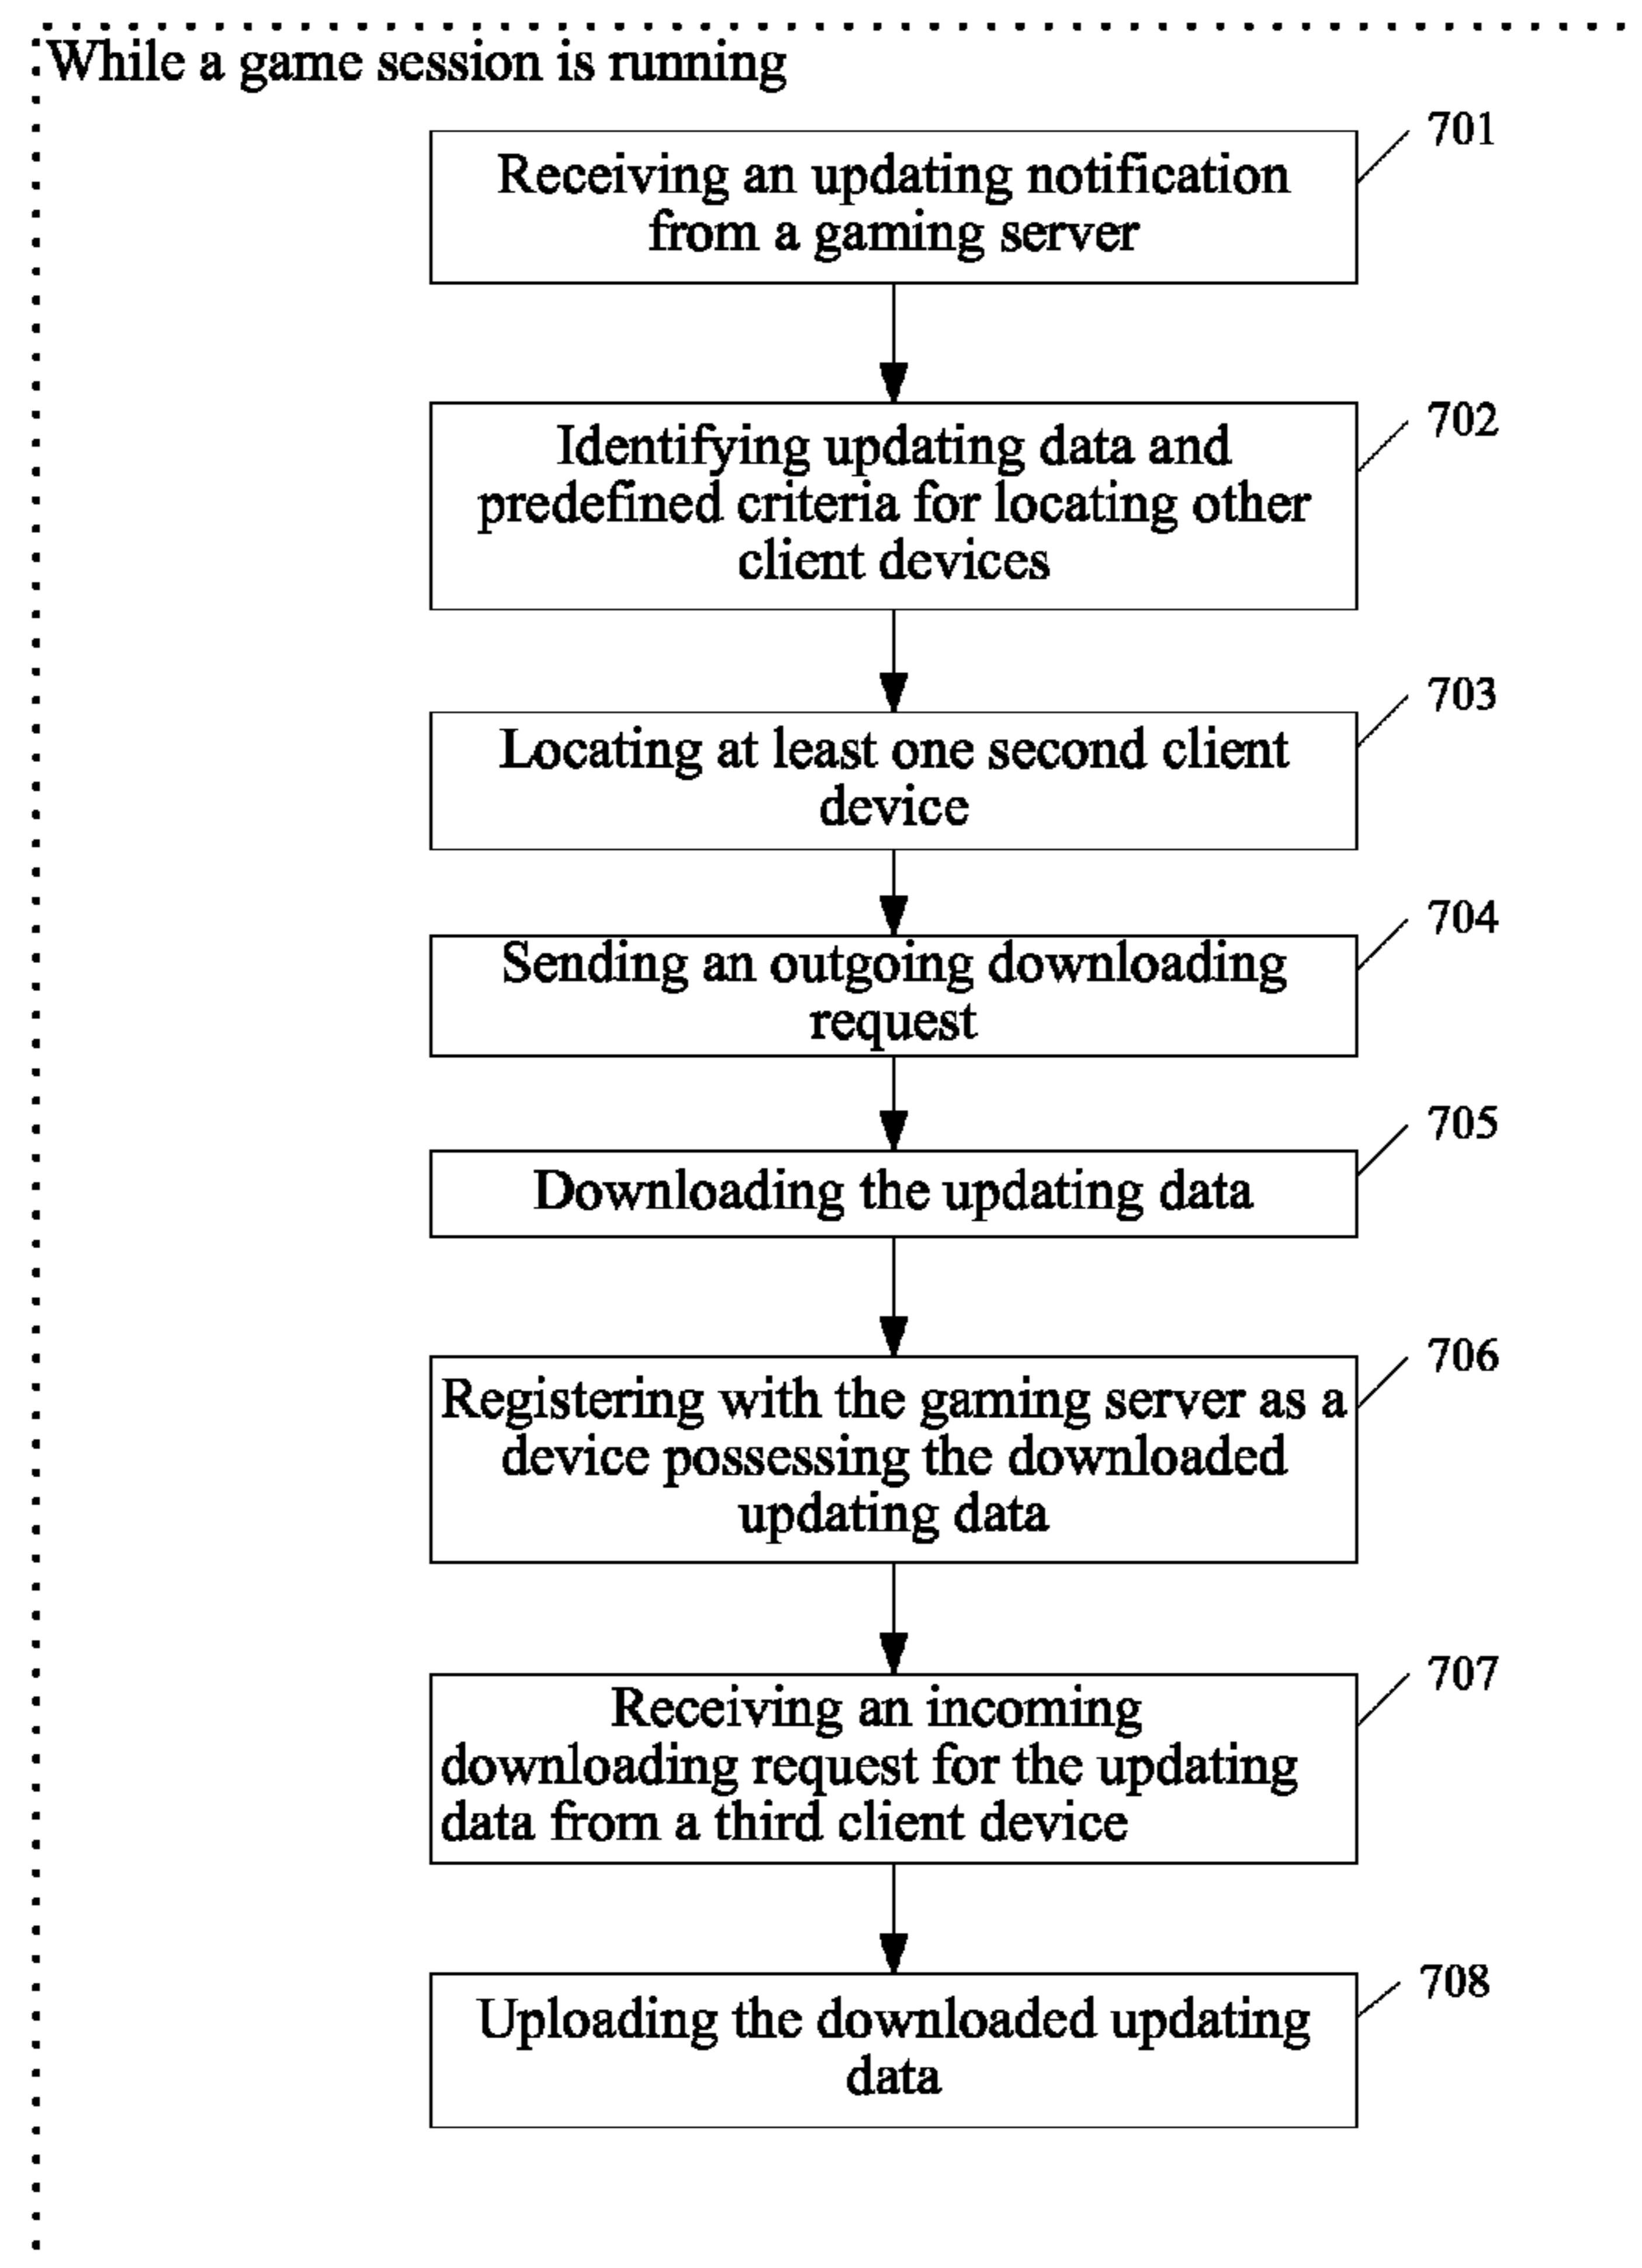 While a game session is running
701
Receiving an updating notification
from a gaming server
702
Identifying updating data and
predefined criteria for locating other
client devices
703
Locating at least one second client
device
704
Sending an outgoing downloading
request
705
Downloading the updating data
706
Registering with the gaming server as a
device possessing the downloaded
updating data
707
Receiving an incoming
downloading request for the updating
data from a third client device
708
Uploading the downloaded updating
data